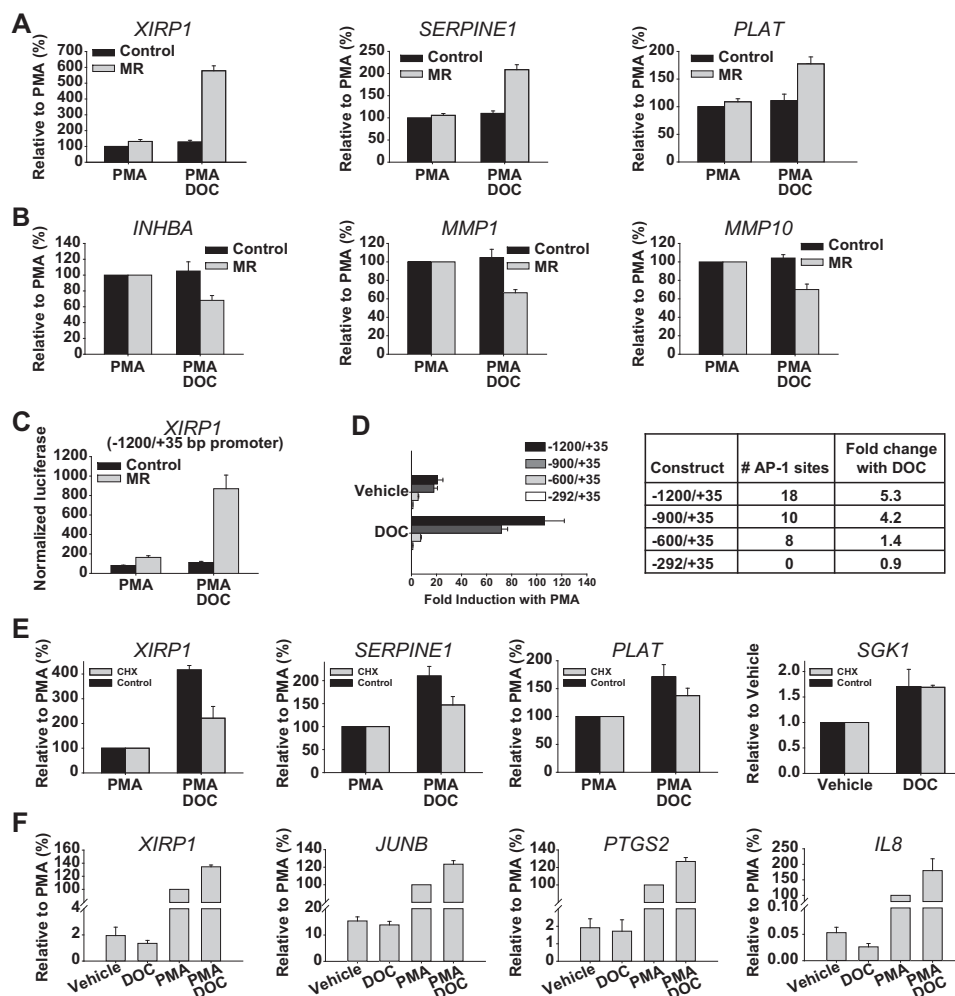 A
XIRP1
Relative to PMA (%)
700
600
500
400
300
200
100
0
Control
MR
PMA
PMA
DOC
SERPINE1
Relative to PMA (%)
250
200
150
100
50
0
PMA
PMA
DOC
PLAT
Relative to PMA (%)
200
150
100
50
0
Control
MR
PMA
PMA
DOC
B
INHBA
Relative to PMA (%)
140
120
100
80
60
40
20
0
Control
MR
PMA
PMA
DOC
MMP1
Relative to PMA (%)
120
100
80
60
40
20
0
Control
MR
PMA
PMA
DOC
MMP10
Relative to PMA (%)
120
100
80
60
40
20
0
Control
MR
PMA
PMA
DOC
C
XIRP1
(-1200/+35 bp promoter)
Normalized luciferase
1200
1000
800
600
400
200
0
Control
MR
PMA
PMA
DOC
D
-1200/+35
-900/+35
-600/+35
-292/+35
Vehicle
DOC
0 20 40 60 80 100 120 140
Fold Induction with PMA
Construct # AP-1 sites Fold change
with DOC
-1200/+35 18 5.3
-900/+35 10 4.2
-600/+35 8 1.4
-292/+35 0 0.9
E
XIRP1
Relative to PMA (%)
400
300
200
100
0
CHX
Control
PMA
PMA
DOC
SERPINE1
Relative to PMA (%)
200
150
100
50
0
CHX
Control
PMA
PMA
DOC
PLAT
Relative to PMA (%)
200
150
100
50
0
CHX
Control
PMA
PMA
DOC
SGK1
Relative to Vehicle
2.0
1.5
1.0
0.5
0.0
CHX
Control
Vehicle
DOC
F
XIRP1
Relative to PMA (%)
160
140
120
100
80
4
2
0
Vehicle
DOC
PMA
PMA
DOC
JUNB
Relative to PMA (%)
140
120
100
80
20
10
0
Vehicle
DOC
PMA
PMA
DOC
PTGS2
Relative to PMA (%)
140
120
100
80
2
1
0
Vehicle
DOC
PMA
PMA
DOC
IL8
Relative to PMA (%)
250
200
150
100
0.10
0.05
0.00
Vehicle
DOC
PMA
PMA
DOC